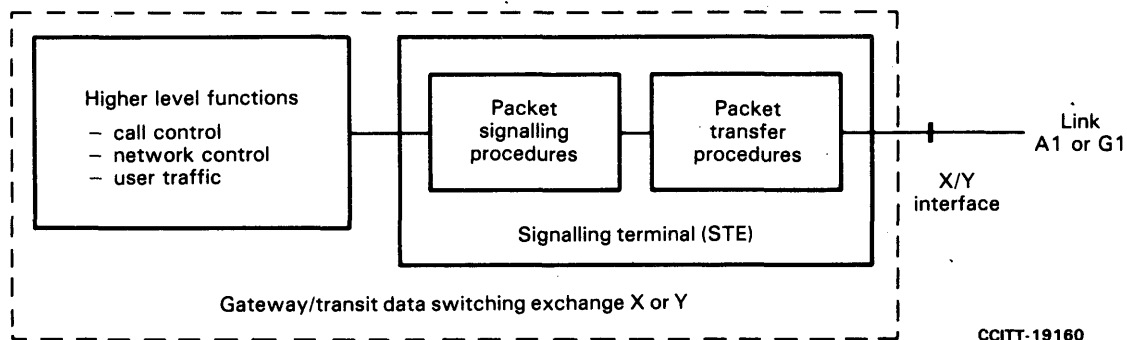 Higher level functions
– call control
– network control
– user traffic
Packet
signalling
procedures
Packet
transfer
procedures
Signalling terminal (STE)
Gateway/transit data switching exchange X or Y
X/Y
interface
Link
A1 or G1
CCITT-19160